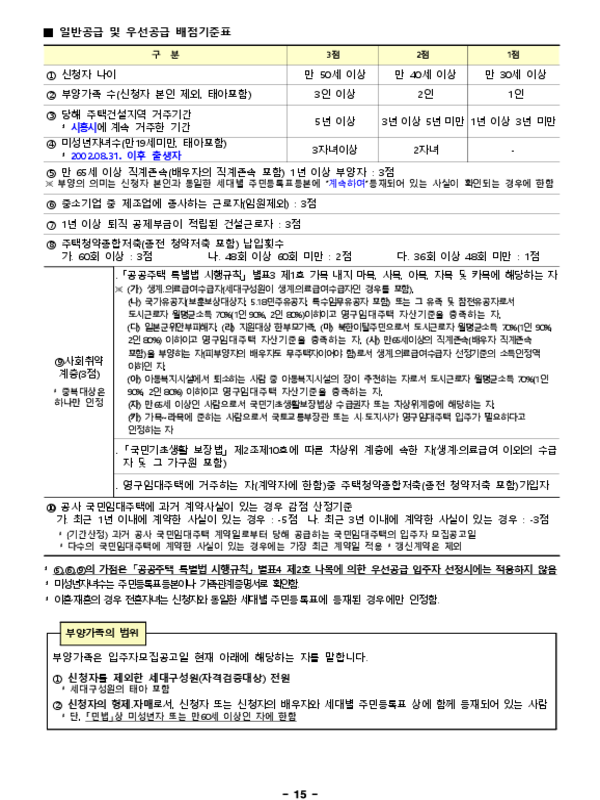 ■ 일반공급 및 우선공급 배점기준표
구 분 3점 2점 1점
① 신청자 나이 만 50세 이상 만 40세 이상 만 30세 이상
② 부양가족 수(신청자 본인 제외, 태아포함) 3인 이상 2인 1인
③ 당해 주택건설지역 거주기간
* 시흥시에 계속 거주한 기간
5년 이상 3년 이상 5년 미만 1년 이상 3년 미만
④ 미성년자녀수(만19세미만, 태아포함)
* 2002.08.31. 이후 출생자
3자녀이상 2자녀 -
⑤ 만 65세 이상 직계존속(배우자의 직계존속 포함) 1년 이상 부양자 : 3점
※ 부양의 의미는 신청자 본인과 동일한 세대별 주민등록표등본에 "계속하여"등재되어 있는 사실이 확인되는 경우에 한함
⑥ 중소기업 중 제조업에 종사하는 근로자(임원제외) : 3점
⑦ 1년 이상 퇴직 공제부금이 적립된 건설근로자 : 3점
⑧ 주택청약종합저축(종전 청약저축 포함) 납입횟수
가. 60회 이상 : 3점 나. 48회 이상 60회 미만 : 2점 다. 36회 이상 48회 미만 : 1점
⑨사회취약
계층(3점)
* 중복대상은
하나만 인정
.「공공주택 특별법 시행규칙」 별표3 제1호 가목 내지 마목, 사목, 아목, 자목 및 카목에 해당하는 자
※ (가) 생계.의료급여수급자(세대구성원이 생계.의료급여수급자인 경우를 포함),
(나) 국가유공자(보훈보상대상자, 5.18민주유공자, 특수임무유공자 포함) 또는 그 유족 및 참전유공자로서
도시근로자 월평균소득 70%(1인 90%, 2인 80%)이하이고 영구임대주택 자산기준을 충족하는 자,
(다) 일본군위안부피해자, (라) 지원대상 한부모가족, (마) 북한이탈주민으로서 도시근로자 월평균소득 70%(1인 90%,
2인 80%) 이하이고 영구임대주택 자산기준을 충족하는 자, (사) 만65세이상의 직계존속(배우자 직계존속
포함)을 부양하는 자(피부양자의 배우자도 무주택자이어야 함)로서 생계.의료급여수급자 선정기준의 소득인정액
이하인 자,
(아) 아동복지시설에서 퇴소하는 사람 중 아동복지시설의 장이 추천하는 자로서 도시근로자 월평균소득 70%(1인
90%, 2인 80%) 이하이고 영구임대주택 자산기준을 충족하는 자,
(자) 만65세 이상인 사람으로서 국민기초생활보장법상 수급권자 또는 차상위계층에 해당하는 자,
(카) 가목~라목에 준하는 사람으로서 국토교통부장관 또는 시.도지사가 영구임대주택 입주가 필요하다고
인정하는 자
.「국민기초생활 보장법」 제2조제10호에 따른 차상위 계층에 속한 자(생계.의료급여 이외의 수급
자 및 그 가구원 포함)
. 영구임대주택에 거주하는 자(계약자에 한함)중 주택청약종합저축(종전 청약저축 포함)가입자
⑩ 공사 국민임대주택에 과거 계약사실이 있는 경우 감점 산정기준
가. 최근 1년 이내에 계약한 사실이 있는 경우 : -5점 나. 최근 3년 이내에 계약한 사실이 있는 경우 : -3점
* (기간산정) 과거 공사 국민임대주택 계약일로부터 당해 공급하는 국민임대주택의 입주자 모집공고일
* 다수의 국민임대주택에 계약한 사실이 있는 경우에는 가장 최근 계약일 적용 * 갱신계약은 제외
* ⑤,⑥,⑨의 가점은「공공주택 특별법 시행규칙」별표4 제2호 나목에 의한 우선공급 입주자 선정시에는 적용하지 않음
* 미성년자녀수는 주민등록표등본이나 가족관계증명서로 확인함.
* 이혼·재혼의 경우 전혼자녀는 신청자와 동일한 세대별 주민등록표에 등재된 경우에만 인정함.
부양가족의 범위
부양가족은 입주자모집공고일 현재 아래에 해당하는 자를 말합니다.
① 신청자를 제외한 세대구성원(자격검증대상) 전원
* 세대구성원의 태아 포함
② 신청자의 형제.자매로서, 신청자 또는 신청자의 배우자와 세대별 주민등록표 상에 함께 등재되어 있는 사람
* 단,「민법」상 미성년자 또는 만60세 이상인 자에 한함
- 15 -